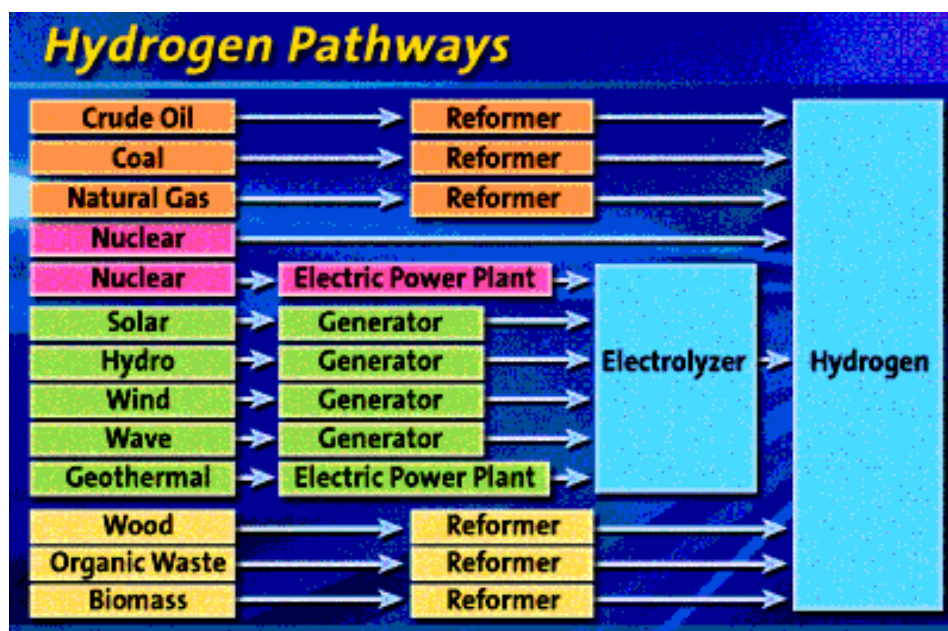 Hydrogen Pathways
Crude Oil Reformer
Coal Reformer
Natural Gas Reformer
Nuclear
Nuclear Electric Power Plant
Solar Generator
Hydro Generator Electrolyzer Hydrogen
Wind Generator
Wave Generator
Geothermal Electric Power Plant
Wood Reformer
Organic Waste Reformer
Biomass Reformer